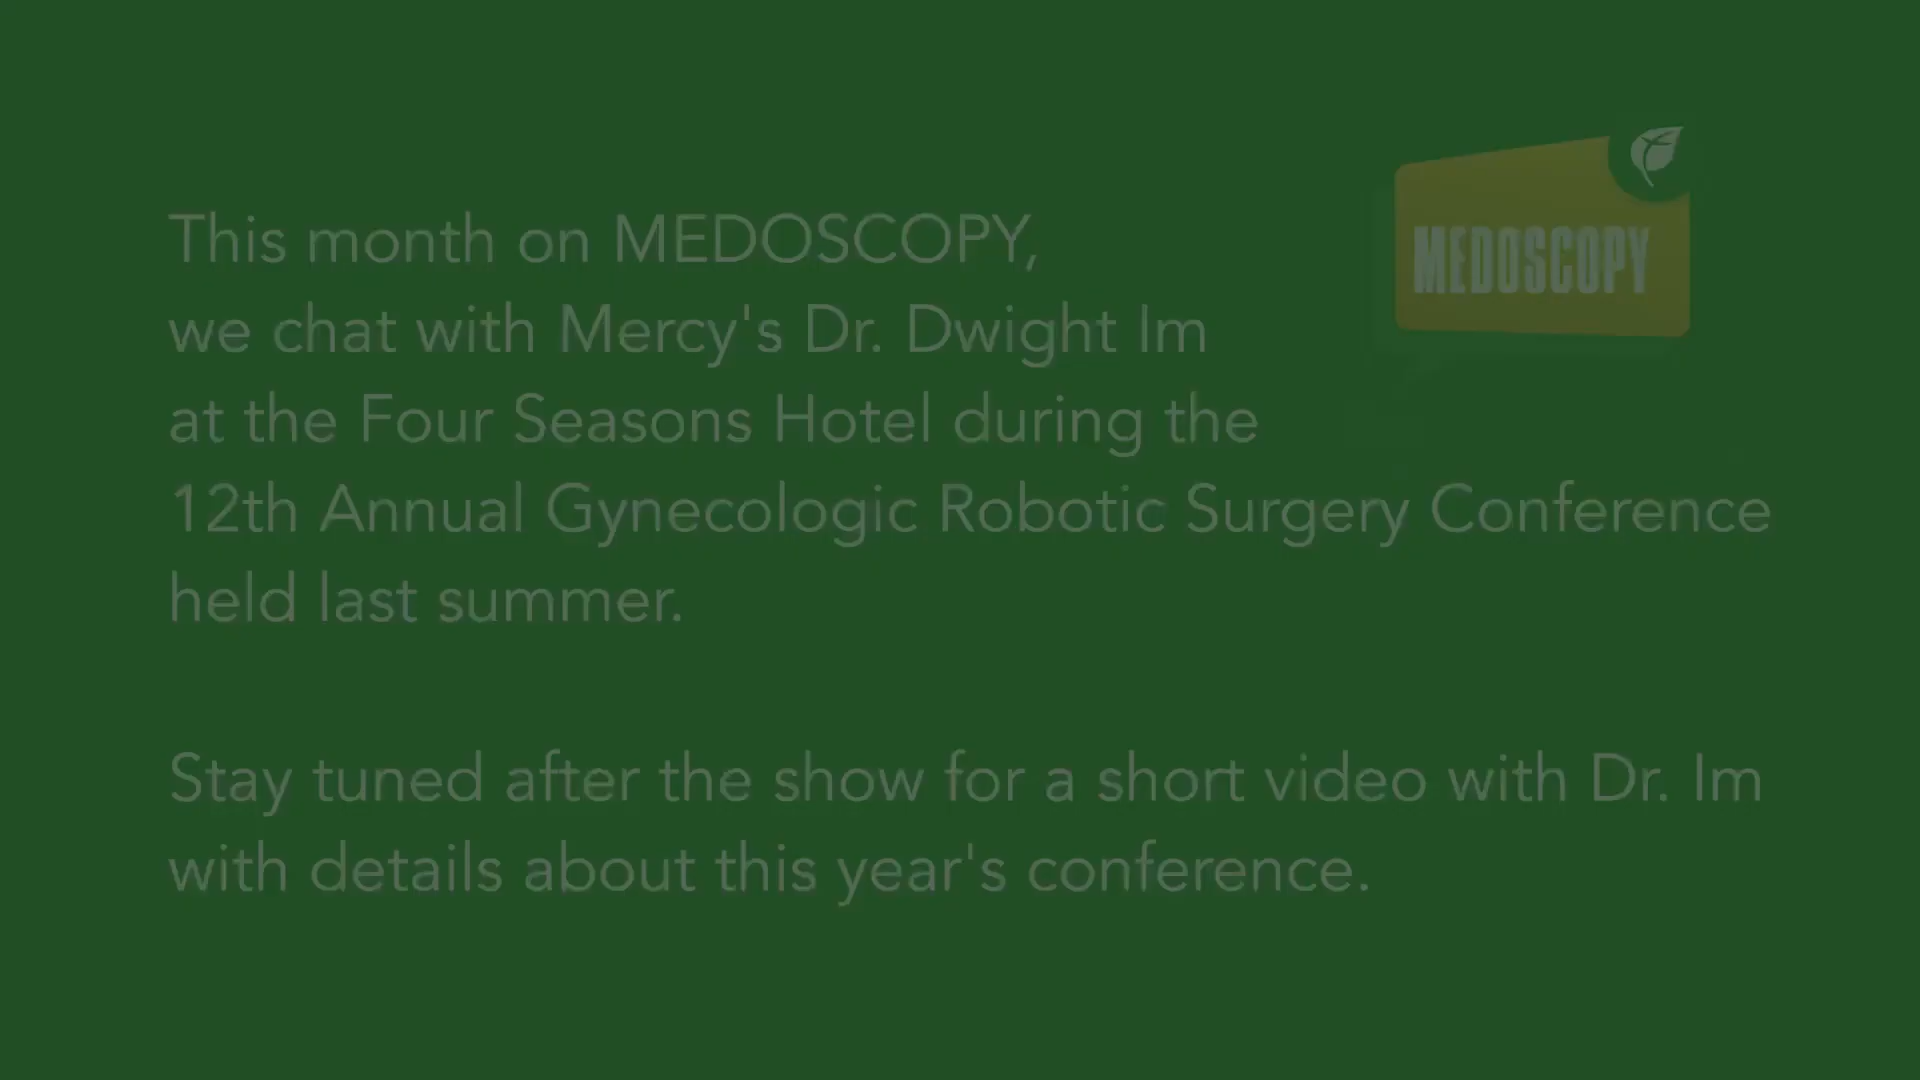 This month on MEDOSCOPY,
we chat with Mercy's Dr. Dwight Im
at the Four Seasons Hotel during the
12th Annual Gynecologic Robotic Surgery Conference
held last summer.
Stay tuned after the show for a short video with Dr. Im
with details about this year's conference.
MEDOSCOPY